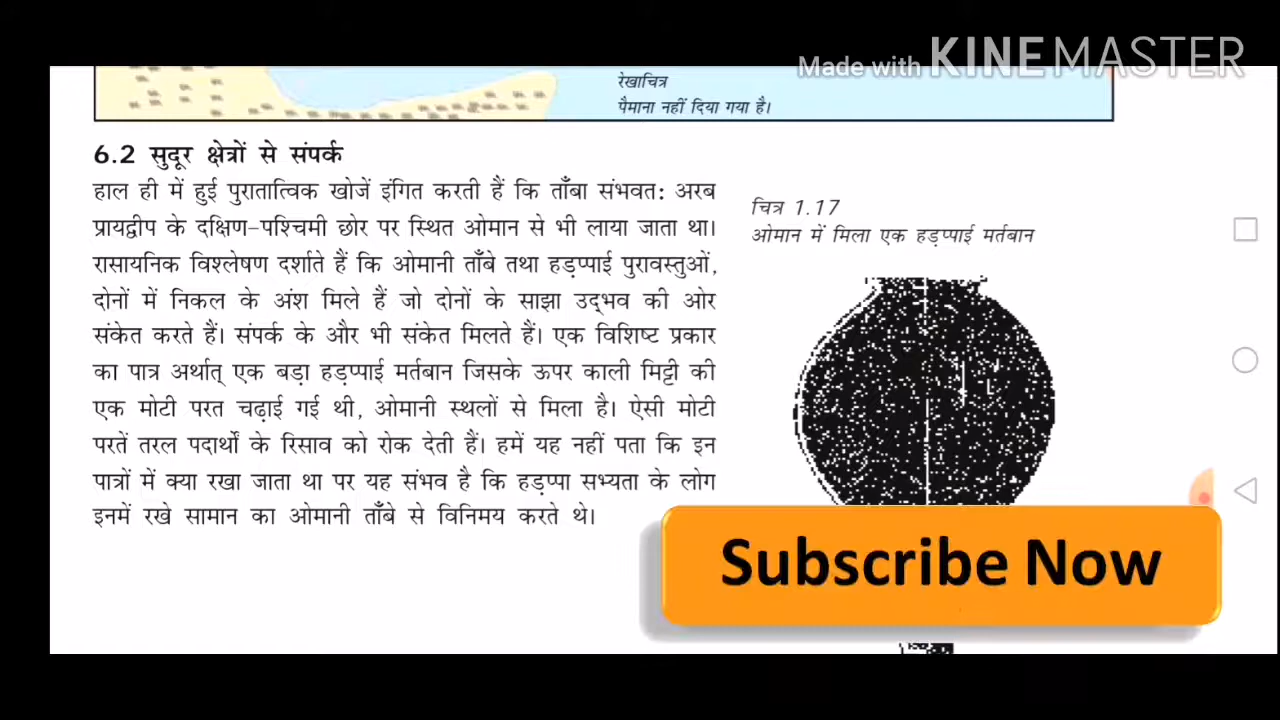 Made with KINEMASTER
रेखाचित्र
पैमाना नहीं दिया गया है।
6.2 सुदूर क्षेत्रों से संपर्क
हाल ही में हुई पुरातात्विक खोजें इंगित करती हैं कि ताँबा संभवत: अरब
प्रायद्वीप के दक्षिण-पश्चिमी छोर पर स्थित ओमान से भी लाया जाता था।
रासायनिक विश्लेषण दर्शाते हैं कि ओमानी ताँबे तथा हड़प्पाई पुरावस्तुओं,
दोनों में निकल के अंश मिले हैं जो दोनों के साझा उद्भव की ओर
संकेत करते हैं। संपर्क के और भी संकेत मिलते हैं। एक विशिष्ट प्रकार
का पात्र अर्थात् एक बड़ा हड़प्पाई मर्तबान जिसके ऊपर काली मिट्टी की
एक मोटी परत चढ़ाई गई थी, ओमानी स्थलों से मिला है। ऐसी मोटी
परतें तरल पदार्थों के रिसाव को रोक देती हैं। हमें यह नहीं पता कि इन
पात्रों में क्या रखा जाता था पर यह संभव है कि हड़प्पा सभ्यता के लोग
इनमें रखे सामान का ओमानी ताँबे से विनिमय करते थे।
चित्र 1.17
ओमान में मिला एक हड़प्पाई मर्तबान
Subscribe Now